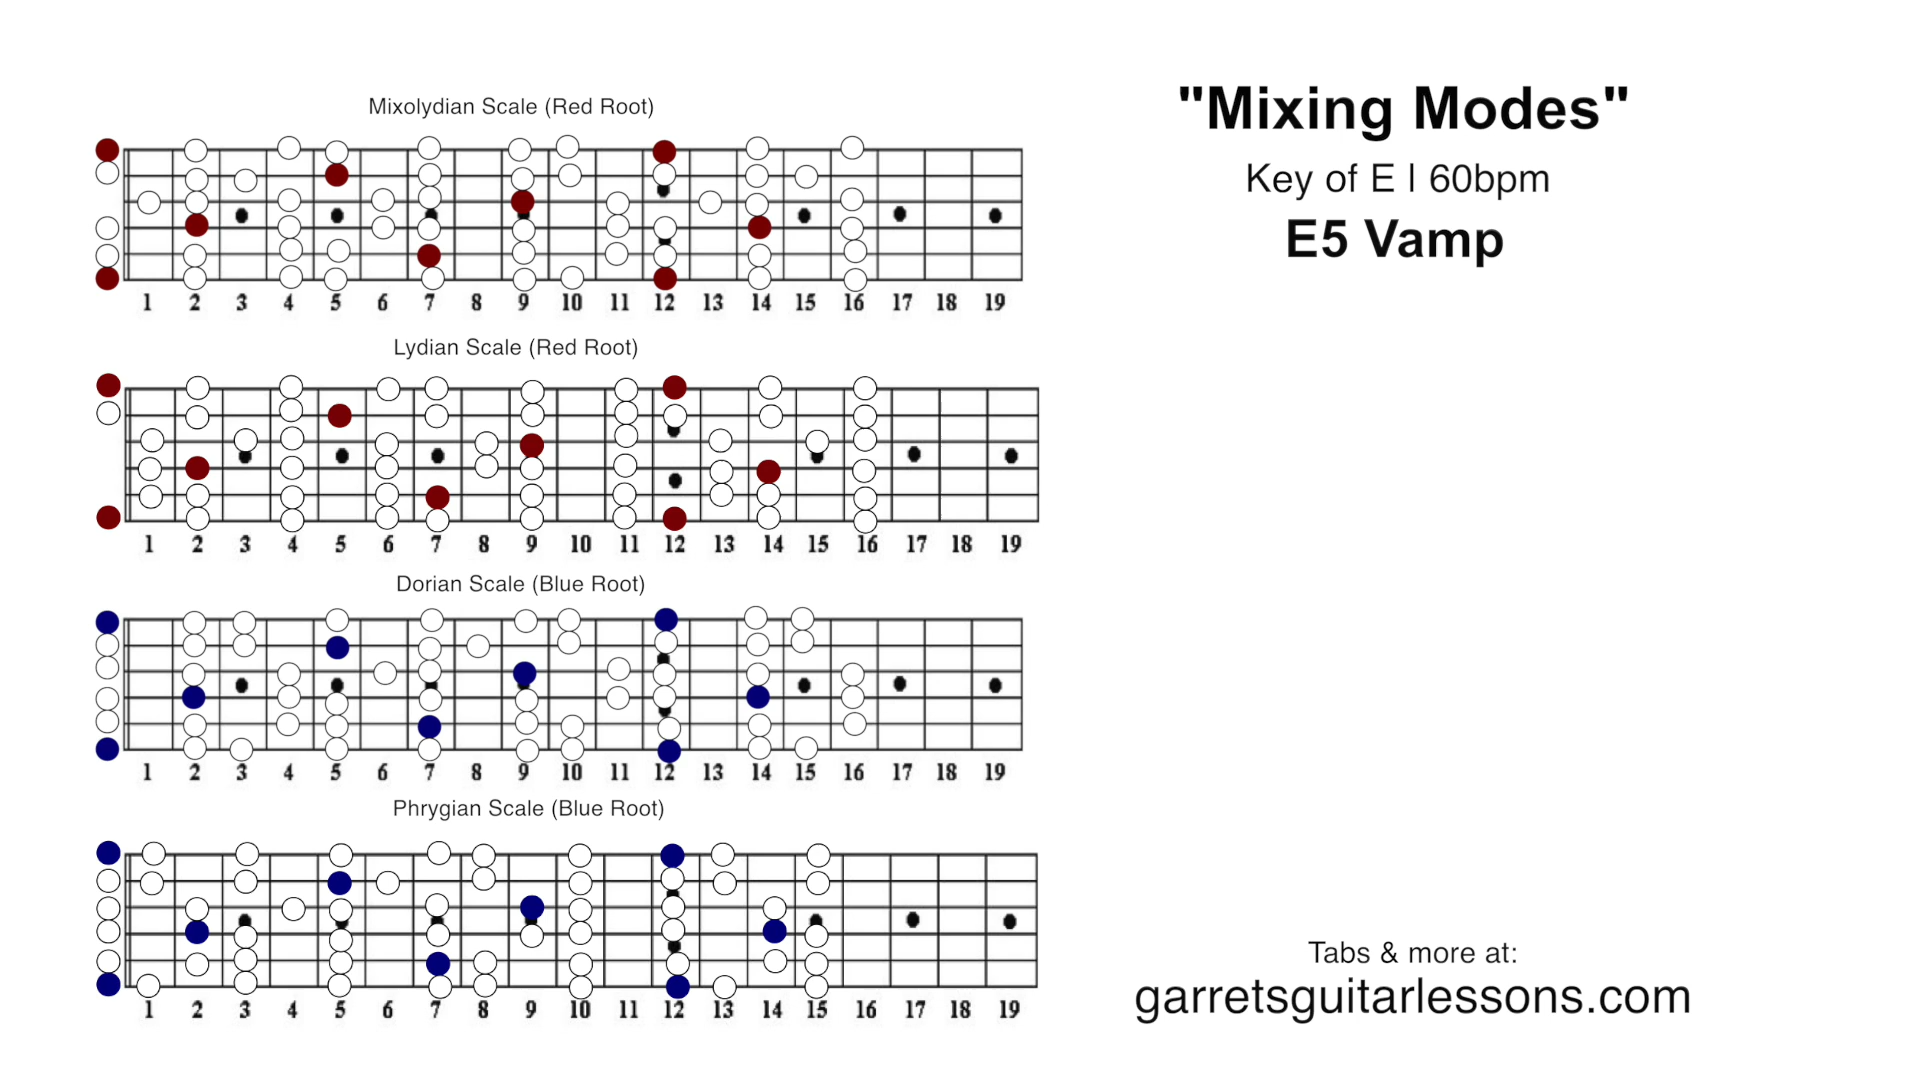 Mixolydian Scale (Red Root)
1 2 3 4 5 6 7 8 9 10 11 12 13 14 15 16 17 18 19
Lydian Scale (Red Root)
1 2 3 4 5 6 7 8 9 10 11 12 13 14 15 16 17 18 19
Dorian Scale (Blue Root)
1 2 3 4 5 6 7 8 9 10 11 12 13 14 15 16 17 18 19
Phrygian Scale (Blue Root)
1 2 3 4 5 6 7 8 9 10 11 12 13 14 15 16 17 18 19
"Mixing Modes"
Key of E | 60bpm
E5 Vamp
Tabs & more at:
garretsguitarlessons.com